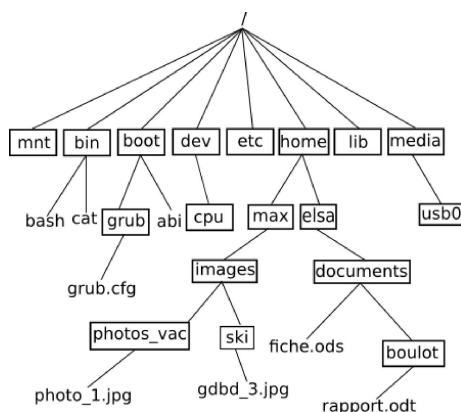 /
mnt bin boot dev etc home lib media
bash cat grub abi cpu max elsa usb0
grub.cfg images documents
photos_vac ski fiche.ods boulot
photo_1.jpg gdbd_3.jpg rapport.odt